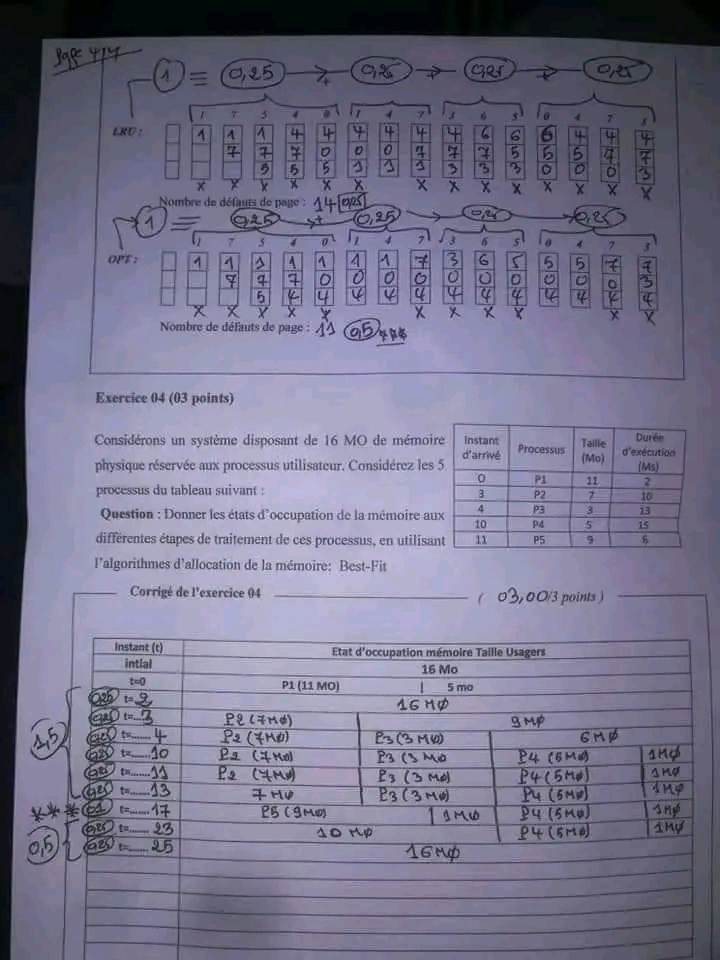 Page 4/4
1 ≡ 0,25 + 0,25 + 0,25 + 0,25
1 7 5 4 0 1 4 7 3 6 5 0 4 7 3
LRU :
1 1 1 4 4 4 4 4 4 6 6 6 4 4 4
7 7 7 0 0 0 7 7 7 5 5 5 7 7
5 5 5 1 1 1 3 3 3 0 0 0 3
X X X X X X X X X X X X X X
Nombre de défauts de page : 14 0,25
1 ≡ 0,25 + 0,25 0,25 0,25
1 7 5 4 0 1 4 7 3 6 5 0 4 7 3
OPT :
1 1 1 1 1 1 1 7 3 6 5 5 5 7 7
7 7 7 0 0 0 0 0 0 0 0 0 0 3
5 4 4 4 4 4 4 4 4 4 4 4 4
X X X X X X X X X X X
Nombre de défauts de page : 11 0,5 ***
Exercice 04 (03 points)
Considérons un système disposant de 16 MO de mémoire
physique réservée aux processus utilisateur. Considérez les 5
processus du tableau suivant :
Question : Donner les états d'occupation de la mémoire aux
différentes étapes de traitement de ces processus, en utilisant
l'algorithmes d'allocation de la mémoire: Best-Fit
Instant d'arrivé Processus Taille (Mo) Durée d'exécution (Ms)
0 P1 11 2
3 P2 7 10
4 P3 3 13
10 P4 5 15
11 P5 9 6
Corrigé de l'exercice 04 ( 03,00/3 points )
Instant (t) Etat d'occupation mémoire Taille Usagers
intial 16 Mo
t=0 P1 (11 MO) | 5 mo
0,25 t= 2 16 MO
0,25 t= 3 P2 (7MO) 9 MO
1,5 0,25 t=....... 4 P2 (7MO) P3 (3 MO) 6 MO
0,25 t=.......10 P2 (7MO) P3 (3 MO P4 (5MO) 1MO
0,25 t=.......11 P2 (7MO) P3 (3 MO) P4 (5MO) 1MO
0,25 t=.......13 7 MO P3 (3 MO) P4 (5MO) 1MO
*** 01 t=....... 17 P5 (9MO) 1MO P4 (5MO) 1MO
0,5 0,25 t=....... 23 10 MO P4 (5MO) 1MO
0,25 t=....... 25 16 MO